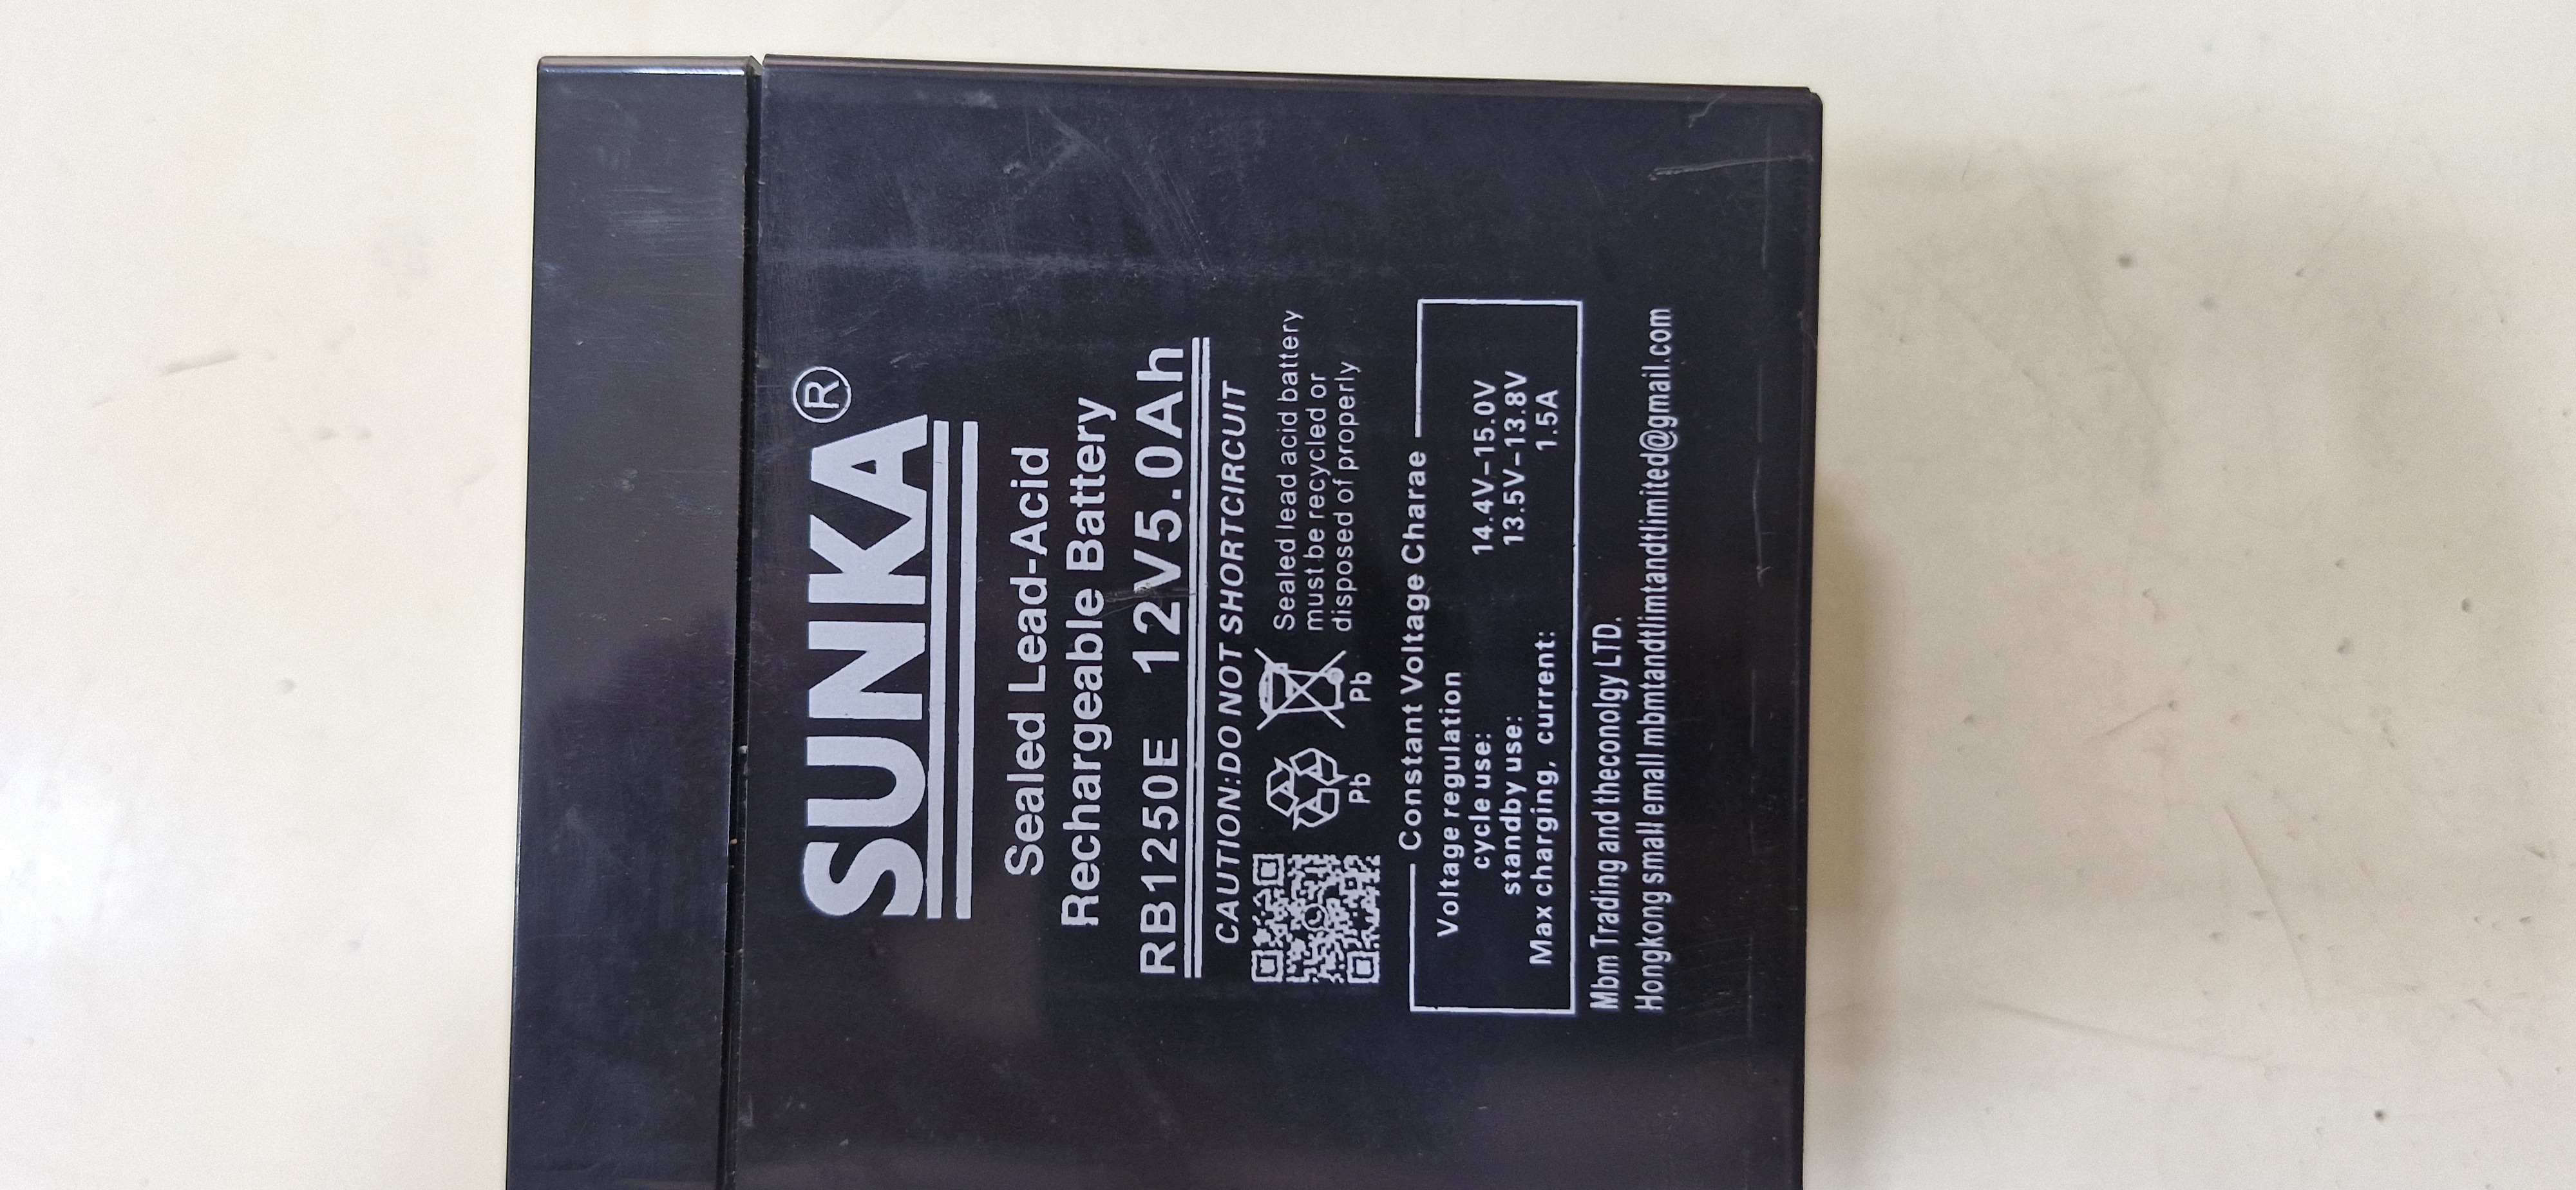 SUNKA®
Sealed Lead-Acid
Rechargeable Battery
RB1250E 12V5.0Ah
CAUTION:DO NOT SHORTCIRCUIT
Pb
Pb
Sealed lead acid battery
must be recycled or
disposed of properly
Constant Voltage Charae
Voltage regulation
cycle use: 14.4V-15.0V
standby use: 13.5V-13.8V
Max charging, current: 1.5A
Mbm Trading and theconolgy LTD.
Hongkong small emall mbmtandtlimtandtlimited@gmail.com